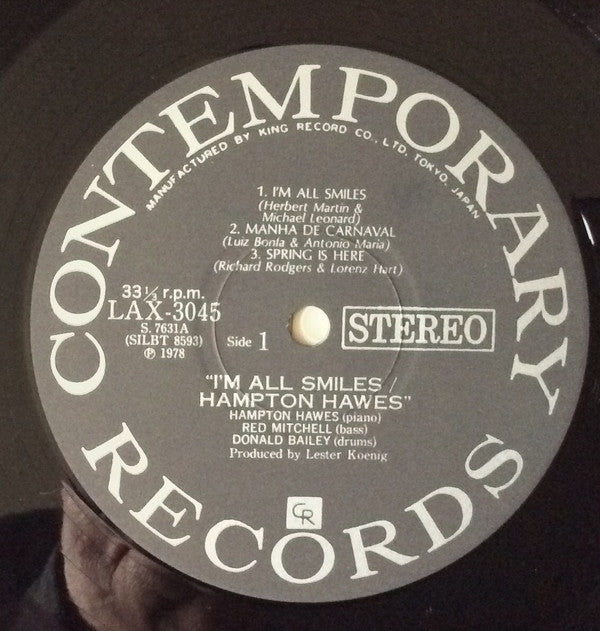 CONTEMPORARY
MANUFACTURED BY KING RECORD CO., LTD. TOKYO, JAPAN
1. I'M ALL SMILES
(Herbert Martin &
Michael Leonard)
2. MANHA DE CARNAVAL
(Luiz Bonfa & Antonio Maria)
3. SPRING IS HERE
(Richard Rodgers & Lorenz Hart)
33⅓ r.p.m.
LAX-3045
S. 7631A
(SILBT 8593)
℗ 1978
Side 1
STEREO
"I'M ALL SMILES /
HAMPTON HAWES"
HAMPTON HAWES (piano)
RED MITCHELL (bass)
DONALD BAILEY (drums)
Produced by Lester Koenig
CR
RECORDS